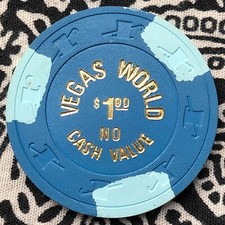 VEGAS WORLD
$1.00
NO
CASH VALUE